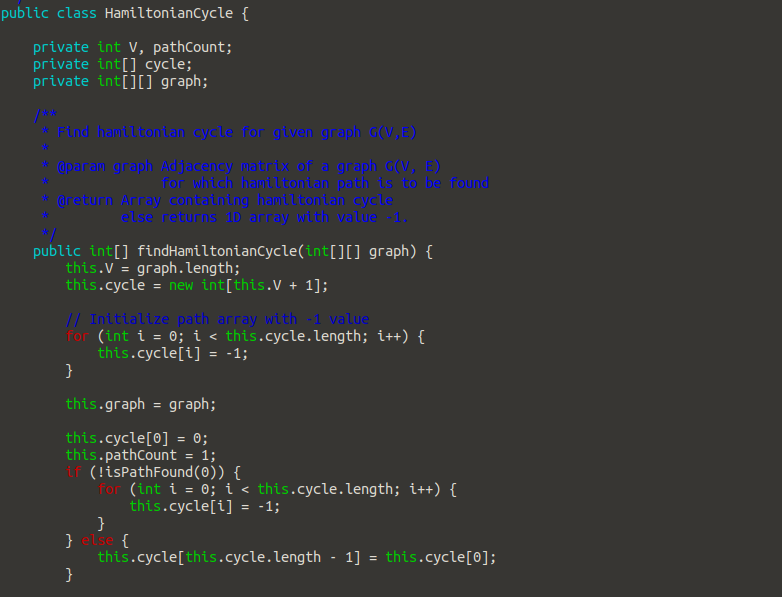 public class HamiltonianCycle {
private int V, pathCount;
private int[] cycle;
private int[][] graph;
/**
* Find hamiltonian cycle for given graph G(V,E)
*
* @param graph Adjacency matrix of a graph G(V, E)
* for which hamiltonian path is to be found
* @return Array containing hamiltonian cycle
* else returns 1D array with value -1.
*/
public int[] findHamiltonianCycle(int[][] graph) {
this.V = graph.length;
this.cycle = new int[this.V + 1];
// Initialize path array with -1 value
for (int i = 0; i < this.cycle.length; i++) {
this.cycle[i] = -1;
}
this.graph = graph;
this.cycle[0] = 0;
this.pathCount = 1;
if (!isPathFound(0)) {
for (int i = 0; i < this.cycle.length; i++) {
this.cycle[i] = -1;
}
} else {
this.cycle[this.cycle.length - 1] = this.cycle[0];
}